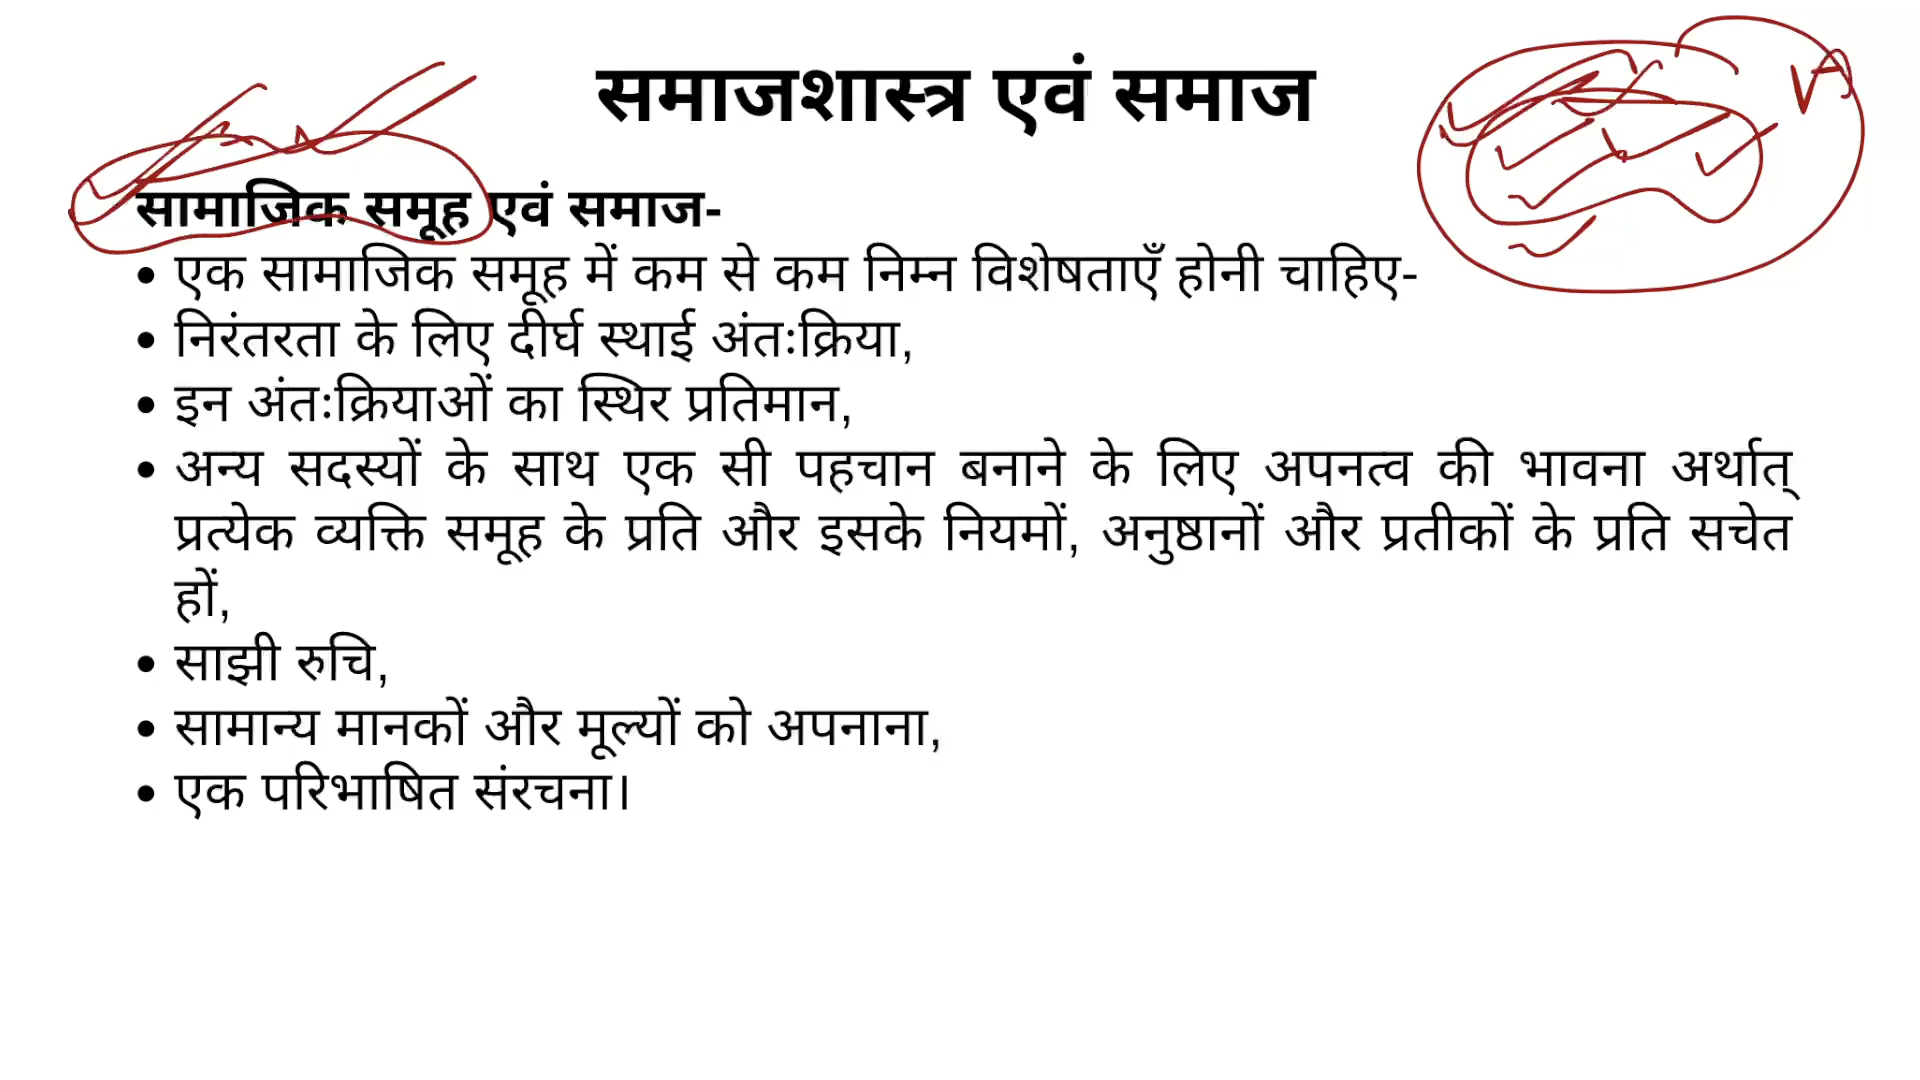 समाजशास्त्र एवं समाज
सामाजिक समूह एवं समाज-
• एक सामाजिक समूह में कम से कम निम्न विशेषताएँ होनी चाहिए-
• निरंतरता के लिए दीर्घ स्थाई अंतःक्रिया,
• इन अंतःक्रियाओं का स्थिर प्रतिमान,
• अन्य सदस्यों के साथ एक सी पहचान बनाने के लिए अपनत्व की भावना अर्थात्
प्रत्येक व्यक्ति समूह के प्रति और इसके नियमों, अनुष्ठानों और प्रतीकों के प्रति सचेत
हों,
• साझी रुचि,
• सामान्य मानकों और मूल्यों को अपनाना,
• एक परिभाषित संरचना।